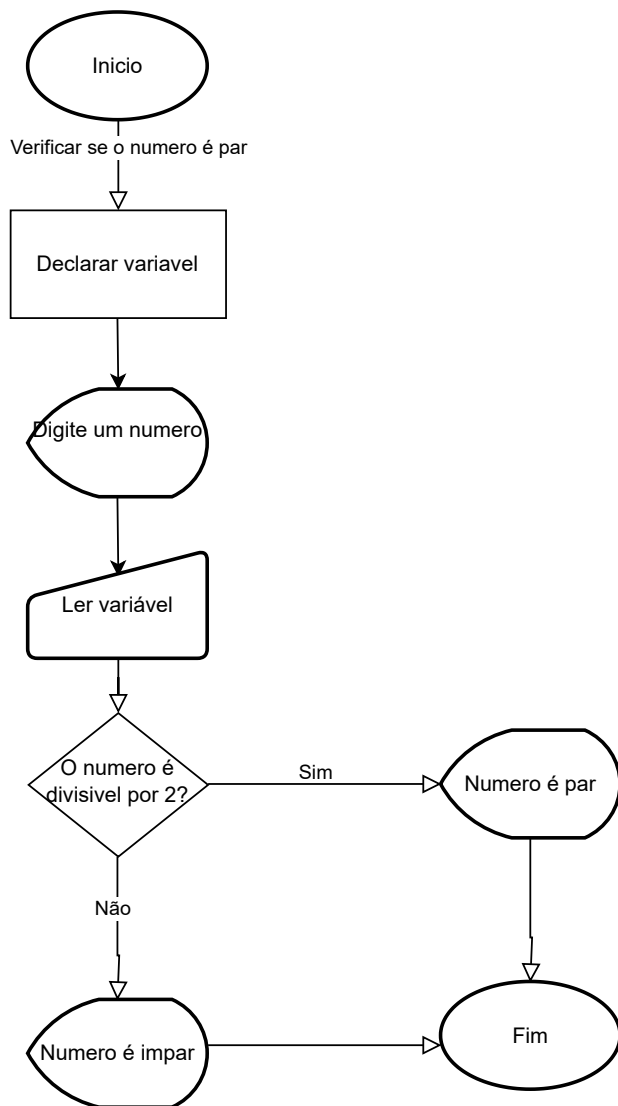 Inicio
Verificar se o numero é par
Declarar variavel
Digite um numero
Ler variável
O numero é
divisivel por 2?
Sim
Numero é par
Não
Numero é impar
Fim